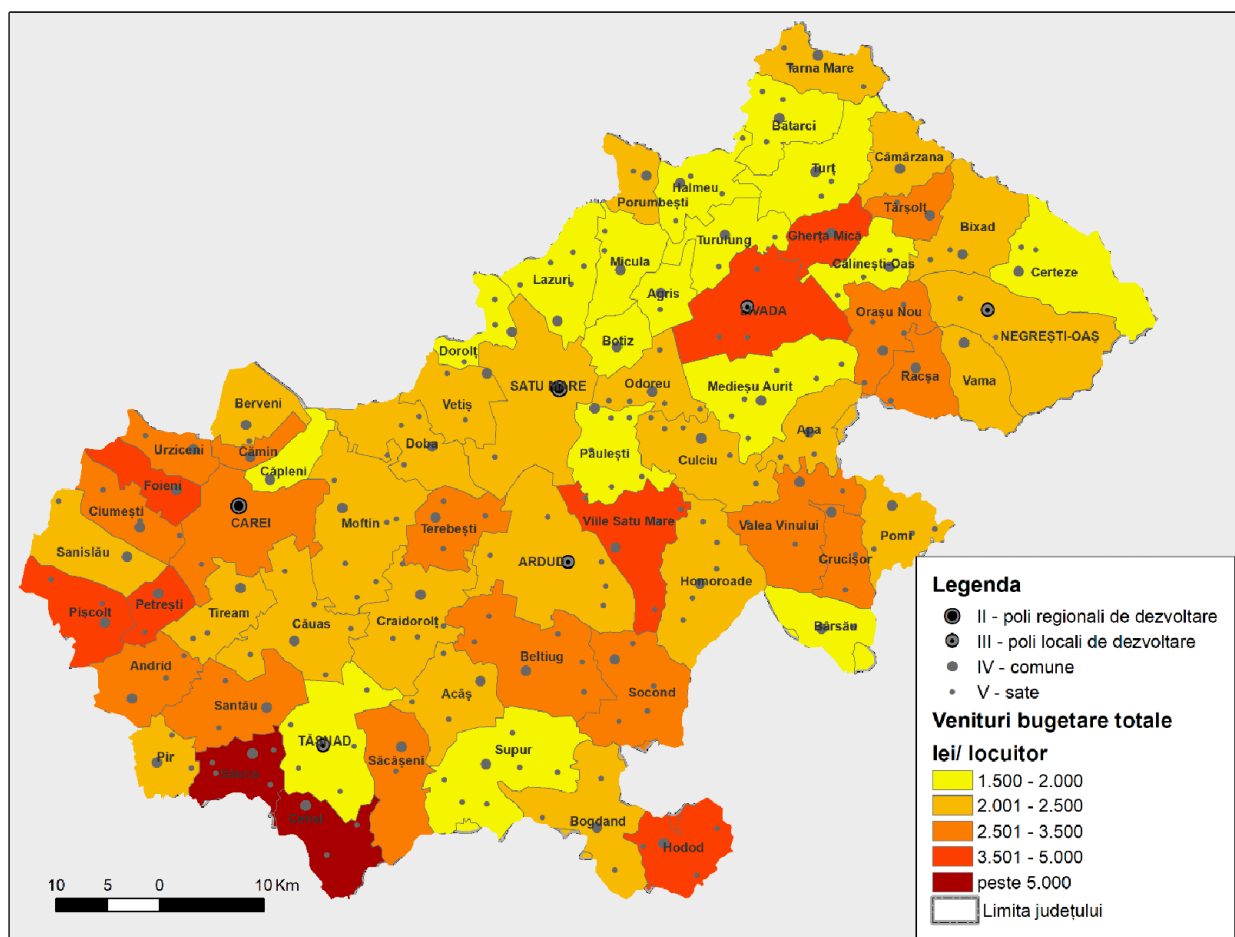 Tarna Mare
Bătarci
Cămărzana
Turț
Halmeu
Porumbești
Târșolt
Bixad
Gherța Mică
Turulung
Micula
Călinești-Oaș
Certeze
Lazuri
Agris
LIVADA
Orașu Nou
NEGREȘTI-OAȘ
Botiz
Dorolț
Racșa
Vama
SATU MARE
Odoreu
Medieșu Aurit
Berveni
Vetiș
Apa
Doba
Urziceni
Cămin
Păulești
Culciu
Căpleni
Foieni
Ciumești
CAREI
Moftin
Terebești
Viile Satu Mare
Valea Vinului
Pomi
Sanislău
ARDUD
Crucișor
Homoroade
Petrești
Pișcolt
Tiream
Căuas
Craidorolț
Bârsău
Andrid
Beltiug
Socond
Santău
Acâș
TĂȘNAD
Supur
Pir
Săcășeni
Cehal
Bogdand
Hodod
Legenda
II - poli regionali de dezvoltare
III - poli locali de dezvoltare
IV - comune
V - sate
Venituri bugetare totale
lei/ locuitor
1.500 - 2.000
2.001 - 2.500
2.501 - 3.500
3.501 - 5.000
peste 5.000
Limita județului
10 5 0 10 Km